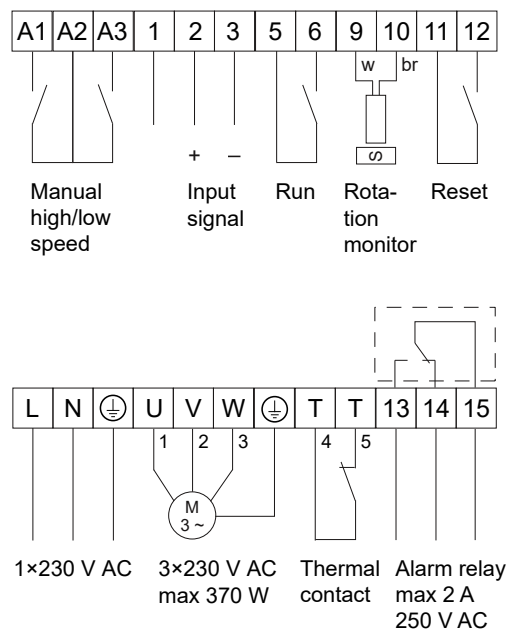 A1 A2 A3 1 2 3 5 6 9 10 11 12
w br
+ –
S
Manual high/low speed
Input signal
Run
Rota-tion monitor
Reset
L N U V W T T 13 14 15
1 2 3 4 5
M 3 ~
1×230 V AC
3×230 V AC
max 370 W
Thermal contact
Alarm relay
max 2 A
250 V AC